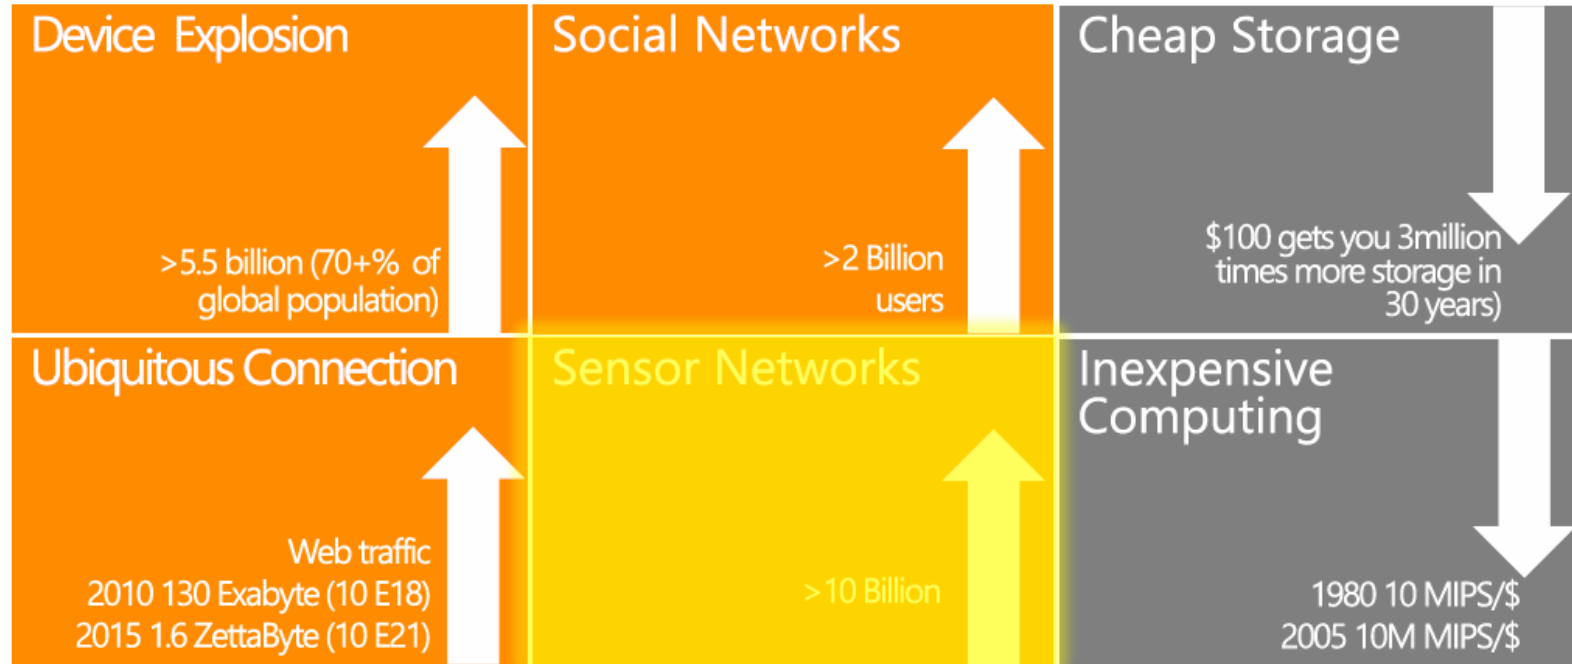 Device Explosion
>5.5 billion (70+% of
global population)
Social Networks
>2 Billion
users
Cheap Storage
$100 gets you 3million
times more storage in
30 years)
Ubiquitous Connection
Web traffic
2010 130 Exabyte (10 E18)
2015 1.6 ZettaByte (10 E21)
Sensor Networks
>10 Billion
Inexpensive
Computing
1980 10 MIPS/$
2005 10M MIPS/$